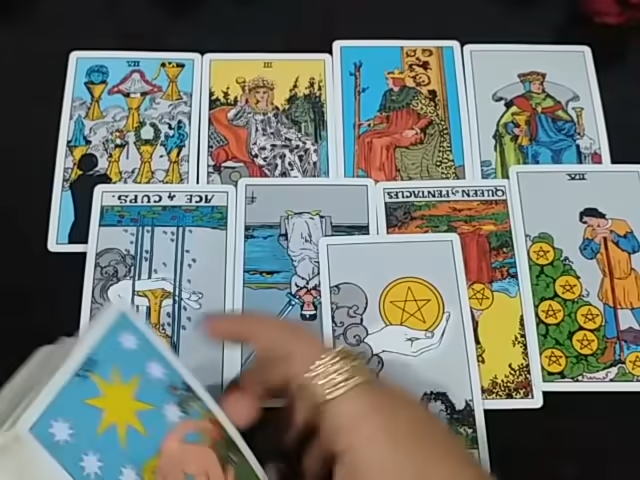 VII
III
ACE of CUPS.
QUEEN of PENTACLES
VII